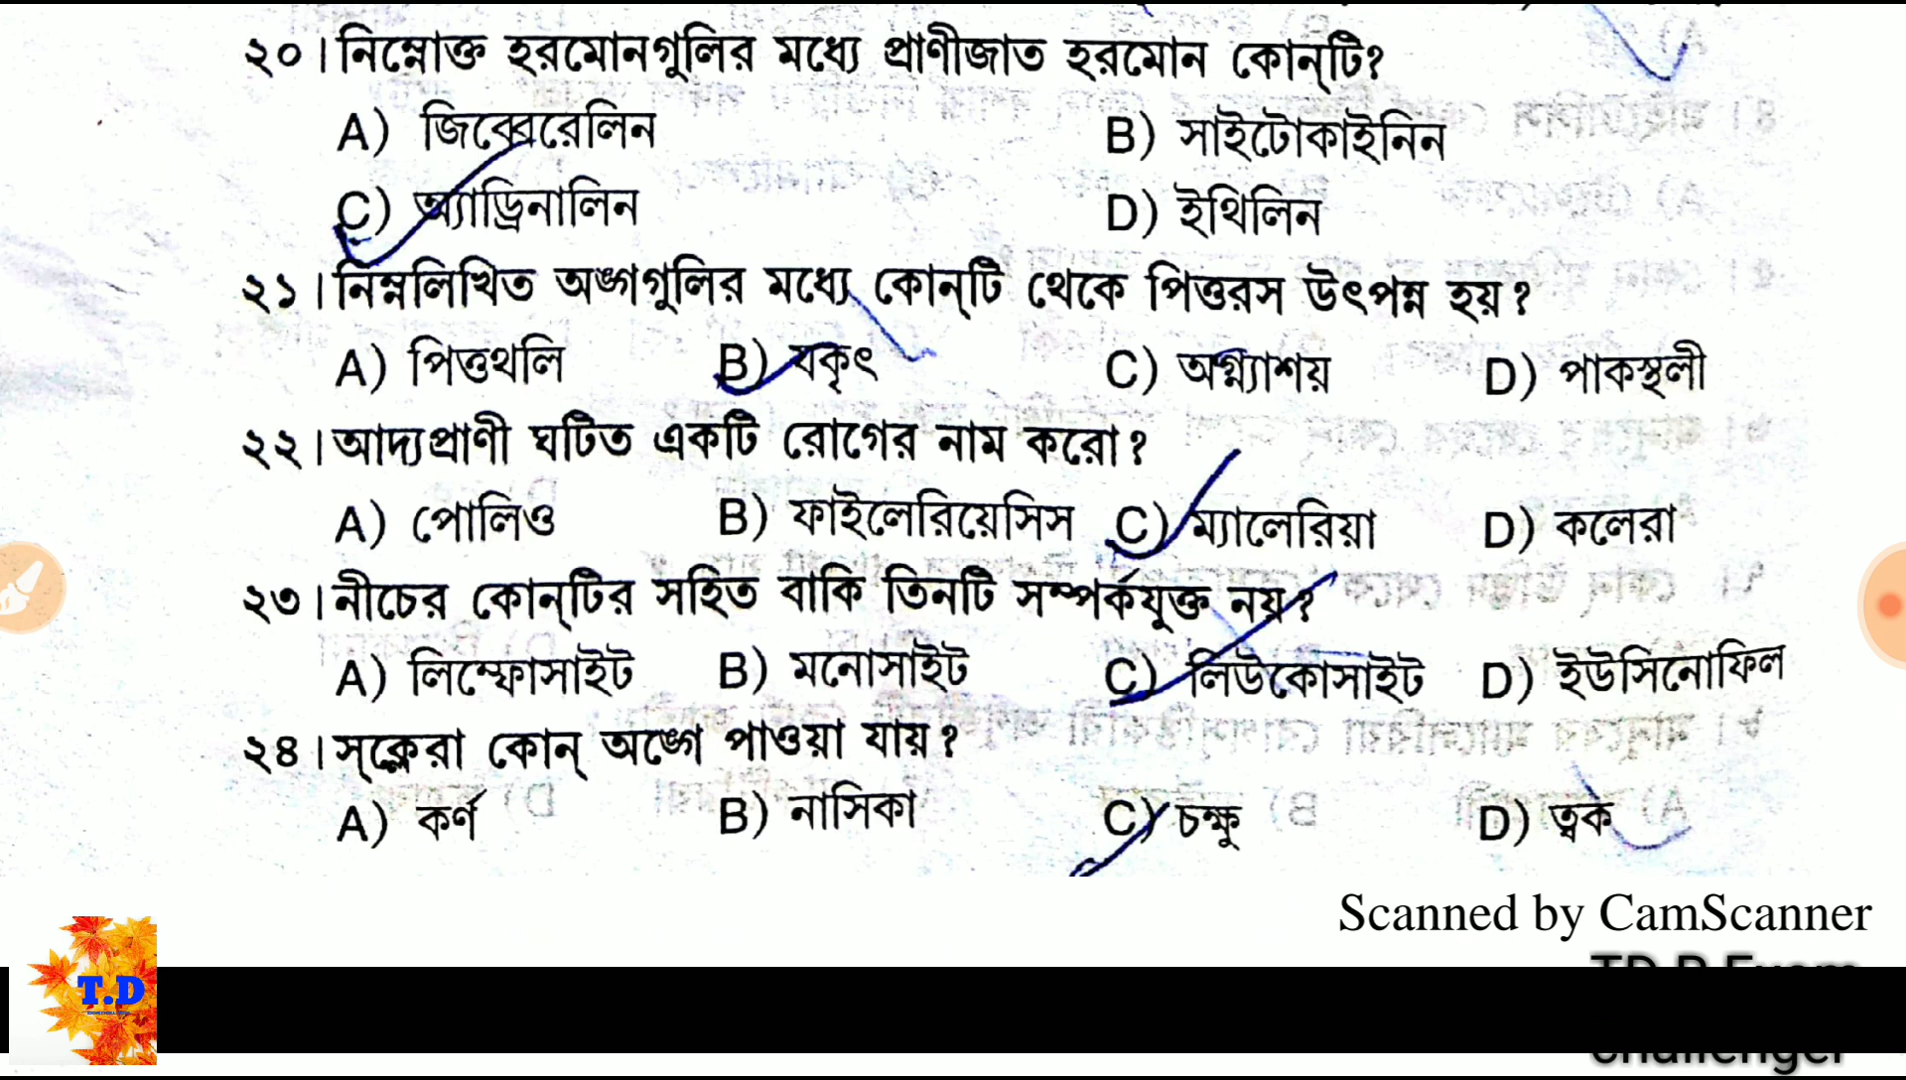 ২০। নিম্নোক্ত হরমোনগুলির মধ্যে প্রাণীজাত হরমোন কোন্‌টি?
A) জিব্বেরেলিন B) সাইটোকাইনিন
C) অ্যাড্রিনালিন D) ইথিলিন
২১। নিম্নলিখিত অঙ্গগুলির মধ্যে কোন্‌টি থেকে পিত্তরস উৎপন্ন হয়?
A) পিত্তথলি B) যকৃৎ C) অগ্ন্যাশয় D) পাকস্থলী
২২। আদ্যপ্রাণী ঘটিত একটি রোগের নাম করো?
A) পোলিও B) ফাইলেরিয়েসিস C) ম্যালেরিয়া D) কলেরা
২৩। নীচের কোন্‌টির সহিত বাকি তিনটি সম্পর্কযুক্ত নয়?
A) লিম্ফোসাইট B) মনোসাইট C) লিউকোসাইট D) ইউসিনোফিল
২৪। স্ক্লেরা কোন্ অঙ্গে পাওয়া যায়?
A) কর্ণ B) নাসিকা C) চক্ষু D) ত্বক
Scanned by CamScanner
T.D